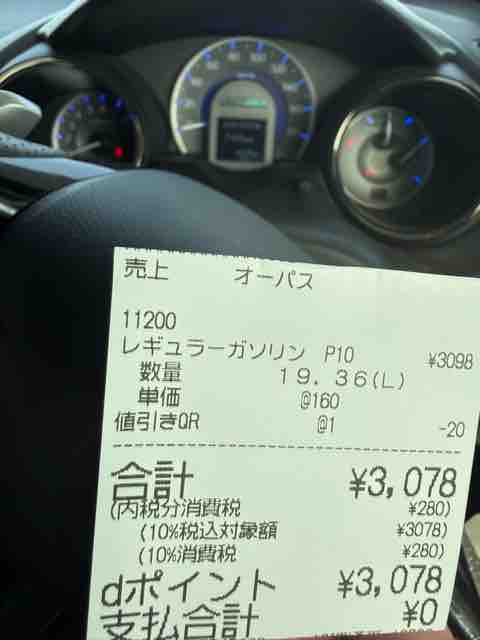 売上 オーパス
11200
レギュラーガソリン P10 ¥3098
数量 19.36(L)
単価 @160
値引きQR @1 -20
合計 ¥3,078
(内税分消費税 ¥280)
(10%税込対象額 ¥3078)
(10%消費税 ¥280)
dポイント ¥3,078
支払合計 ¥0